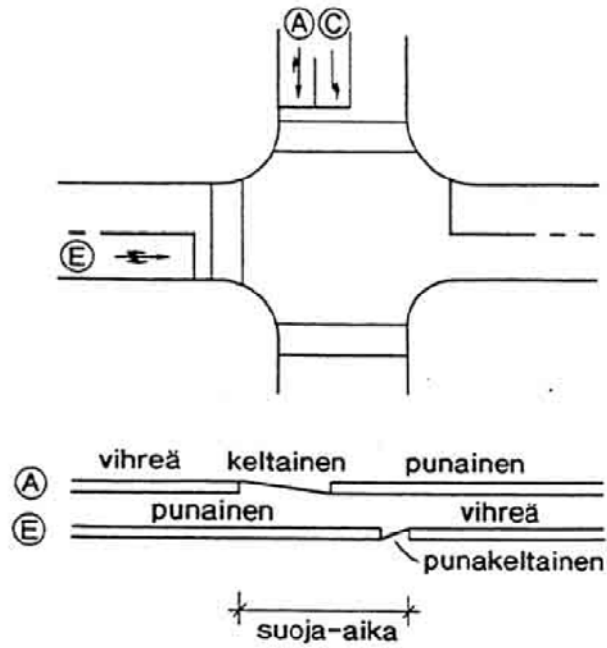 A C
E
vihreä keltainen punainen
A
punainen vihreä
E
punakeltainen
suoja-aika